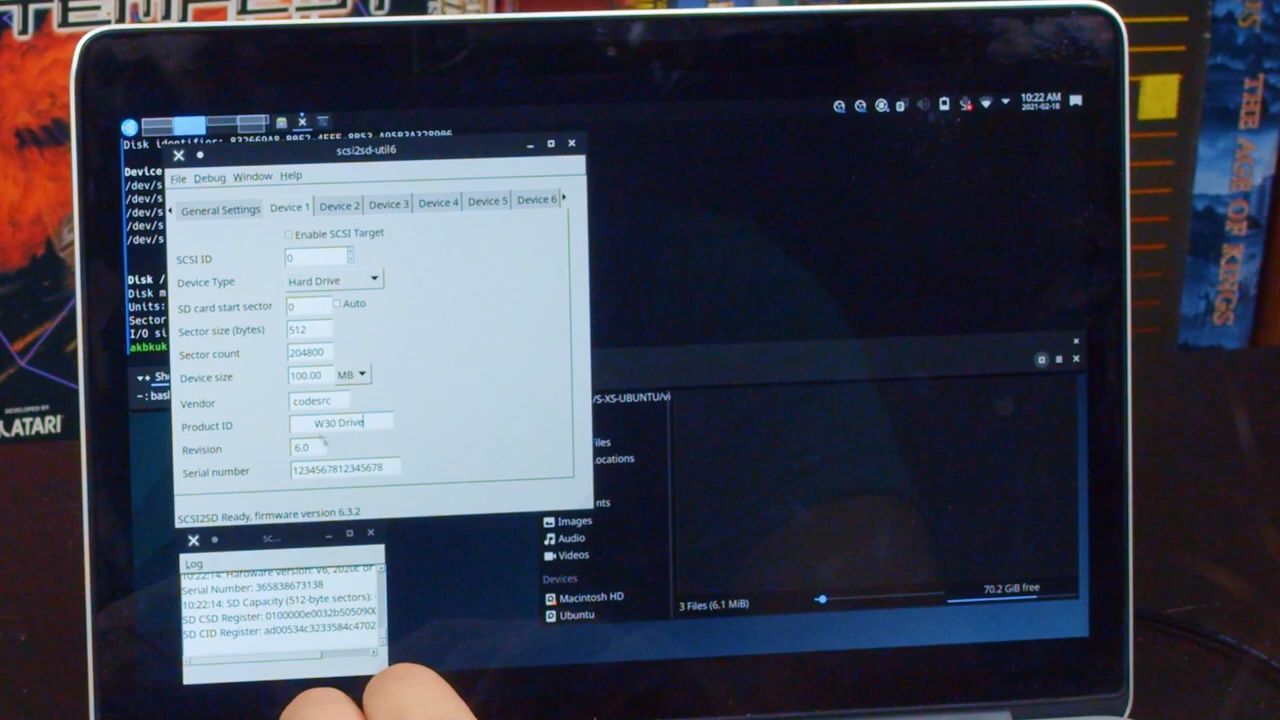 TEMPEST
DEVELOPED BY
ATARI
THE AGE OF KINGS
10:22 AM
2021-02-18
Disk identifier:
Device
/dev/s
/dev/s
/dev/s
/dev/s
/dev/s
Disk /
Disk m
Units:
Sector
I/O si
akbkuk
scsi2sd-util6
File Debug Window Help
General Settings Device 1 Device 2 Device 3 Device 4 Device 5 Device 6
Enable SCSI Target
SCSI ID 0
Device Type Hard Drive
SD card start sector 0 Auto
Sector size (bytes) 512
Sector count 204800
Device size 100.00 MB
Vendor codesrc
Product ID W30 Drive
Revision 6.0
Serial number 1234567812345678
SCSI2SD Ready, firmware version 6.3.2
SC...
Log
10:22:14: Hardware version: V6, 2020c or
Serial Number: 365838673138
10:22:14: SD Capacity (512-byte sectors):
SD CSD Register: 0100000e0032b505090
SD CID Register: ad00534c3233584c4702
Sh
~ : bas
/S-XS-UBUNTU/vi
iles
ocations
nts
Images
Audio
Videos
Devices
Macintosh HD
Ubuntu
3 Files (6.1 MiB)
70.2 GiB free